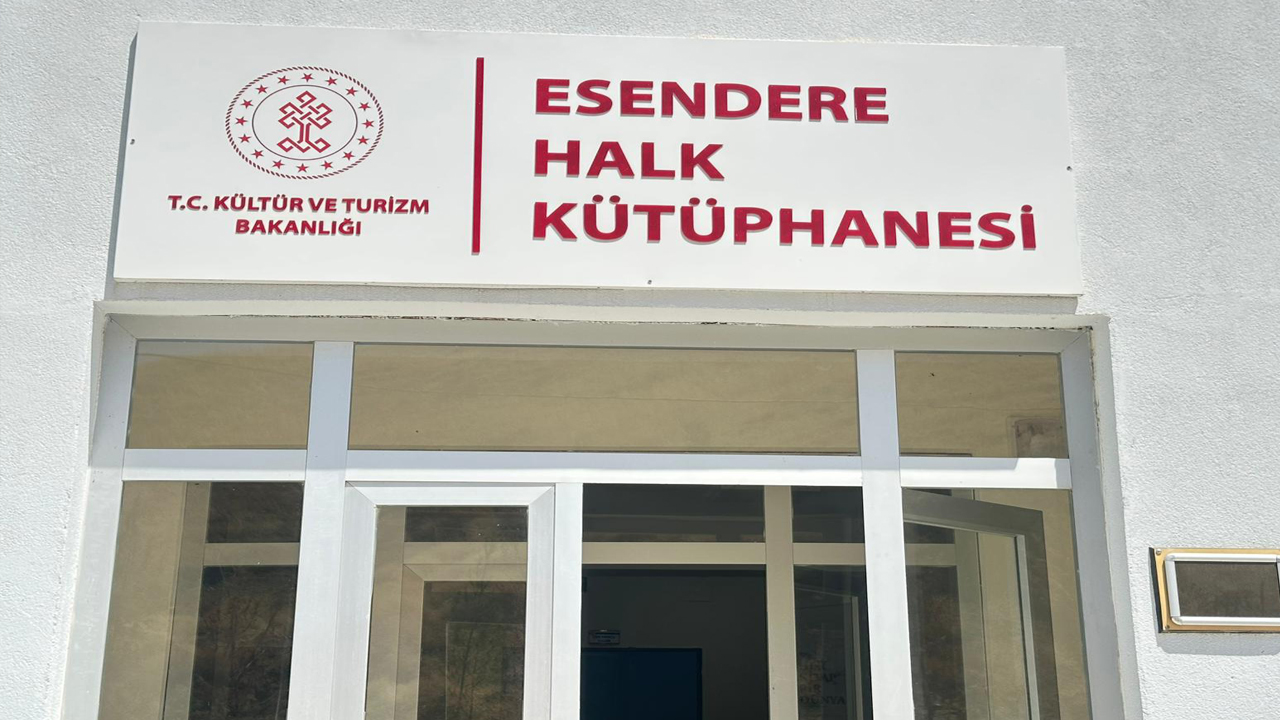 T.C. KÜLTÜR VE TURİZM
BAKANLIĞI
ESENDERE
HALK
KÜTÜPHANESİ